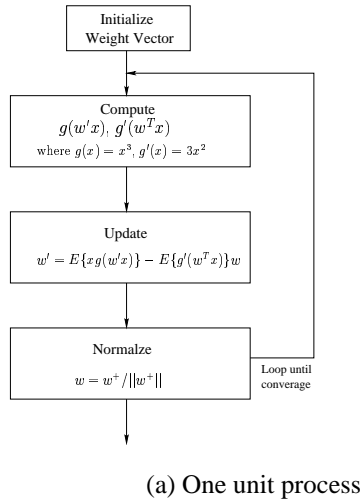 Initialize
Weight Vector
Compute
g(w'x), g'(w^T x)
where g(x) = x^3, g'(x) = 3x^2
Update
w' = E{xg(w'x)} − E{g'(w^T x)}w
Normalze
w = w^+/||w^+||
Loop until
converage
(a) One unit process